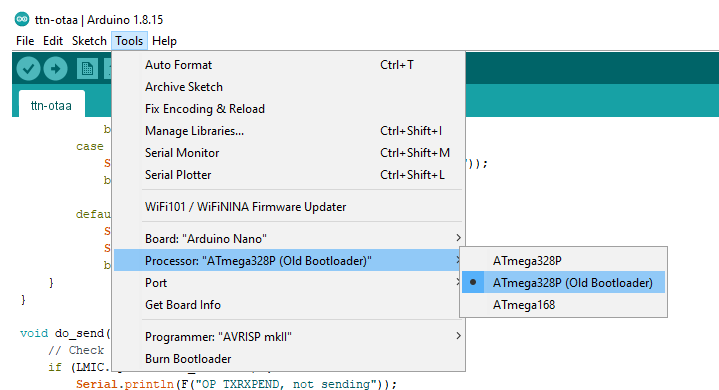 ttn-otaa | Arduino 1.8.15
File Edit Sketch Tools Help
ttn-otaa
Auto Format Ctrl+T
Archive Sketch
Fix Encoding & Reload
Manage Libraries... Ctrl+Shift+I
Serial Monitor Ctrl+Shift+M
Serial Plotter Ctrl+Shift+L
WiFi101 / WiFiNINA Firmware Updater
Board: "Arduino Nano"
Processor: "ATmega328P (Old Bootloader)"
Port
Get Board Info
Programmer: "AVRISP mkII"
Burn Bootloader
ATmega328P
ATmega328P (Old Bootloader)
ATmega168
b
case
S "));
b
defau
S
S
b
}
}
void do_send(
// Check
if (LMIC.
Serial.println(F("OP_TXRXPEND, not sending"));